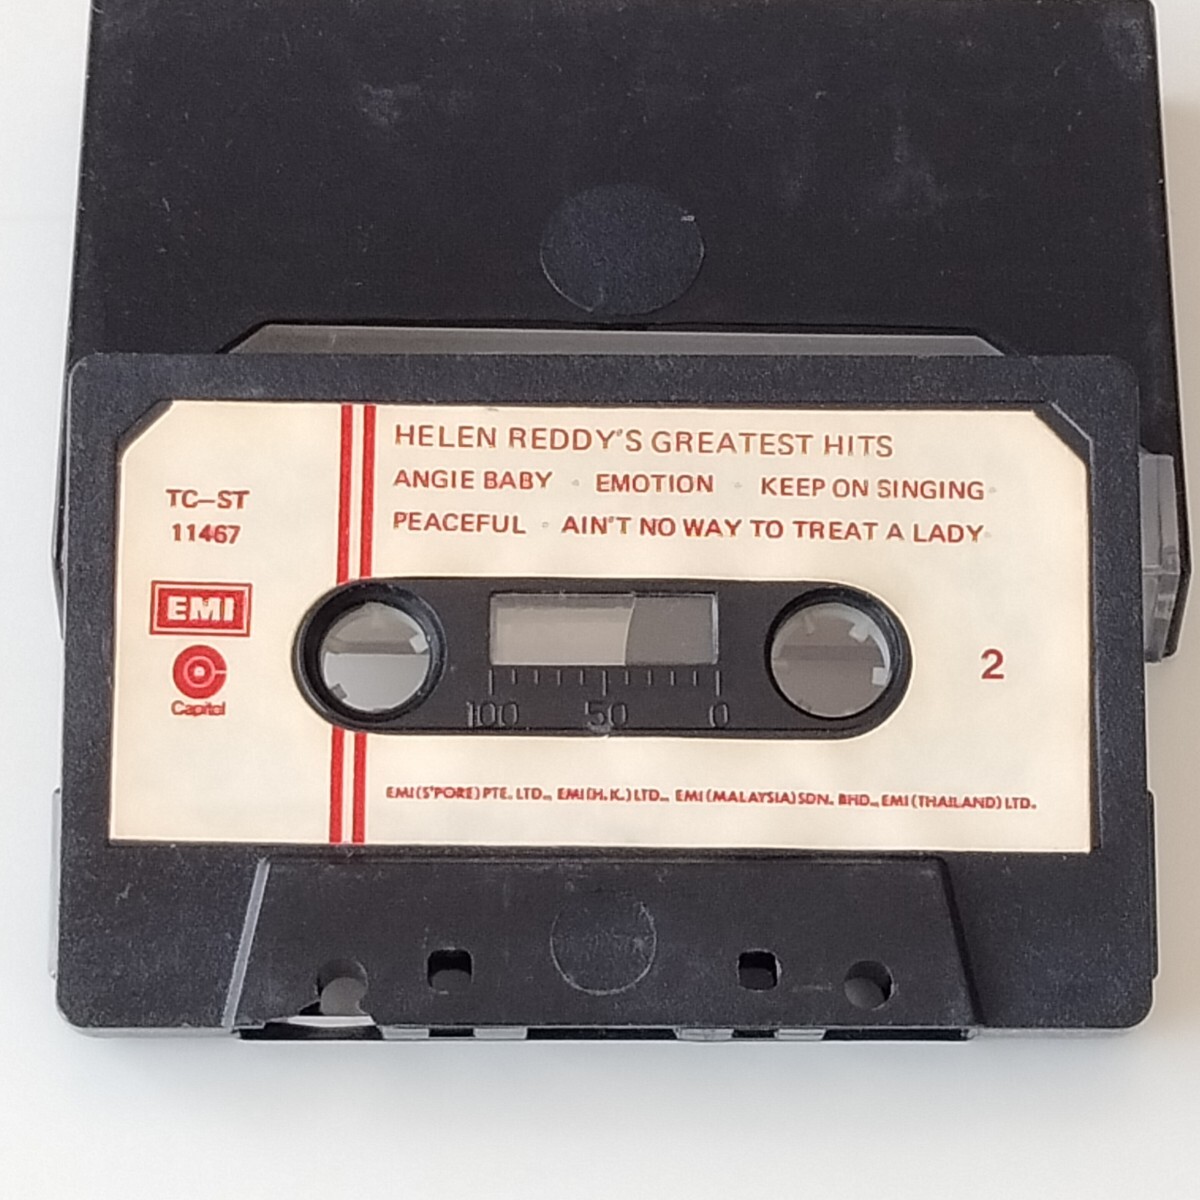 HELEN REDDY'S GREATEST HITS
ANGIE BABY • EMOTION • KEEP ON SINGING•
PEACEFUL • AIN'T NO WAY TO TREAT A LADY•
TC–ST
11467
EMI
Capitol
2
100 50 0
EMI (S'PORE) PTE. LTD., EMI (H.K.) LTD., EMI (MALAYSIA) SDN. BHD., EMI (THAILAND) LTD.